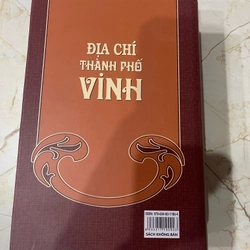 ĐỊA CHÍ
THÀNH PHỐ
VINH
SÁCH KHÔNG BÁN